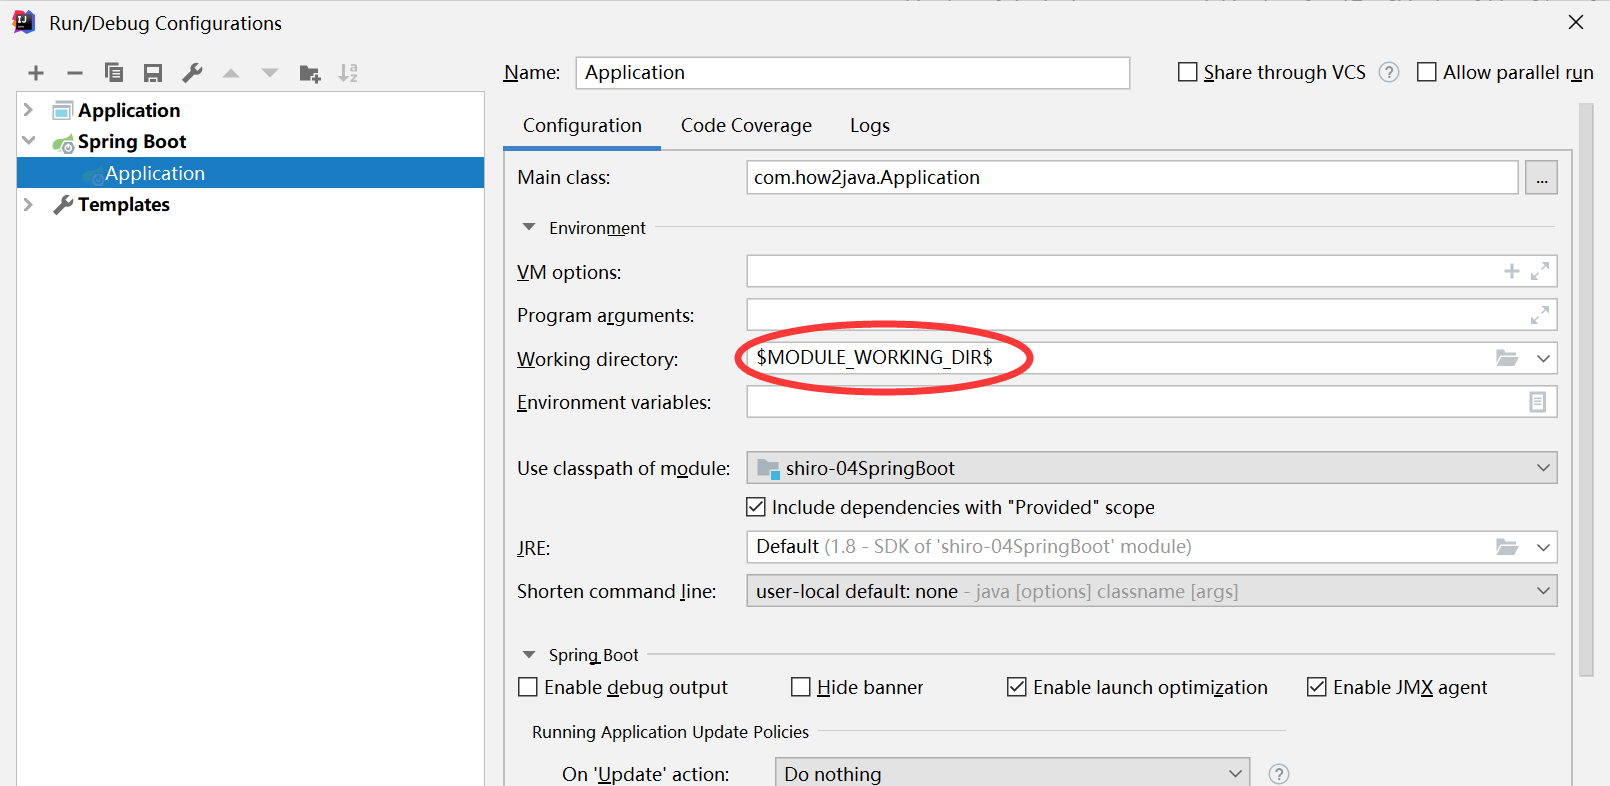 Run/Debug Configurations
Name: Application Share through VCS ? Allow parallel run
Application
Spring Boot
Application
Templates
Configuration Code Coverage Logs
Main class: com.how2java.Application ...
Environment
VM options:
Program arguments:
Working directory: $MODULE_WORKING_DIR$
Environment variables:
Use classpath of module: shiro-04SpringBoot
Include dependencies with "Provided" scope
JRE: Default (1.8 - SDK of 'shiro-04SpringBoot' module)
Shorten command line: user-local default: none - java [options] classname [args]
Spring Boot
Enable debug output Hide banner Enable launch optimization Enable JMX agent
Running Application Update Policies
On 'Update' action: Do nothing ?